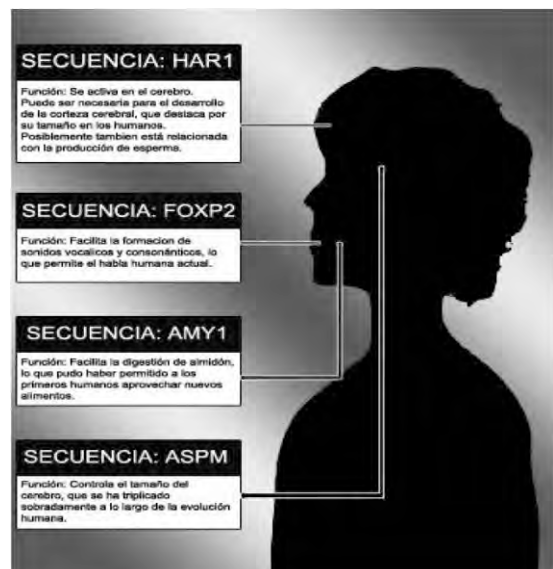 SECUENCIA: HAR1
Función: Se activa en el cerebro.
Puede ser necesaria para el desarrollo
de la corteza cerebral, que destaca por
su tamaño en los humanos.
Posiblemente tambien está relacionada
con la producción de esperma.
SECUENCIA: FOXP2
Función: Facilita la formacion de
sonidos vocalicos y consonánticos, lo
que permite el habla humana actual.
SECUENCIA: AMY1
Función: Facilita la digestión de almidón,
lo que pudo haber permitido a los
primeros humanos aprovechar nuevos
alimentos.
SECUENCIA: ASPM
Función: Controla el tamaño del
cerebro, que se ha triplicado
sobradamente a lo largo de la evolución
humana.